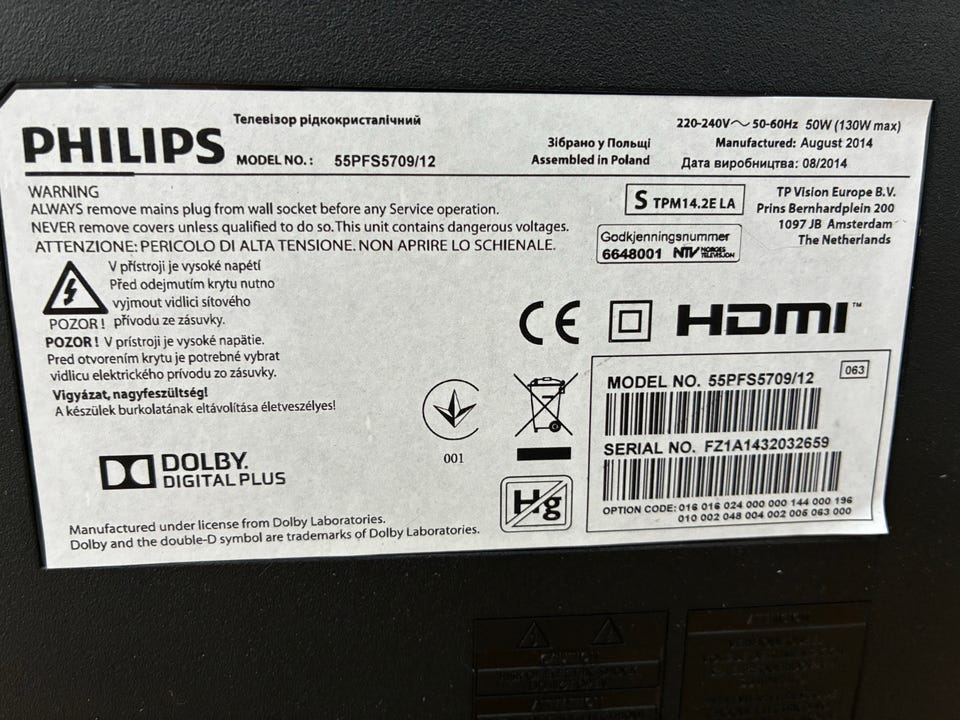 Телевізор рідкокристалічний
PHILIPS
MODEL NO.: 55PFS5709/12
Зібрано у Польщі
Assembled in Poland
220-240V～ 50-60Hz 50W (130W max)
Manufactured: August 2014
Дата виробництва: 08/2014
WARNING
ALWAYS remove mains plug from wall socket before any Service operation.
NEVER remove covers unless qualified to do so. This unit contains dangerous voltages.
ATTENZIONE: PERICOLO DI ALTA TENSIONE. NON APRIRE LO SCHIENALE.
S TPM14.2E LA
TP Vision Europe B.V.
Prins Bernhardplein 200
1097 JB Amsterdam
The Netherlands
Godkjenningsnummer
6648001 NTV NORGES TELEVISJON
V přístroji je vysoké napětí
Před odejmutím krytu nutno
vyjmout vidlici síťového
POZOR! přívodu ze zásuvky.
POZOR! V prístroji je vysoké napätie.
Pred otvorením krytu je potrebné vybrat
vidlicu elektrického prívodu zo zásuvky.
Vigyázat, nagyfeszültség!
A készülek burkolatának eltávolítása életveszélyes!
CE
HDMI™
001
DOLBY.
DIGITAL PLUS
Hg
063
MODEL NO. 55PFS5709/12
SERIAL NO. FZ1A1432032659
OPTION CODE: 016 016 024 000 000 144 000 196
010 002 048 004 002 005 063 000
Manufactured under license from Dolby Laboratories.
Dolby and the double-D symbol are trademarks of Dolby Laboratories.
CAUTION